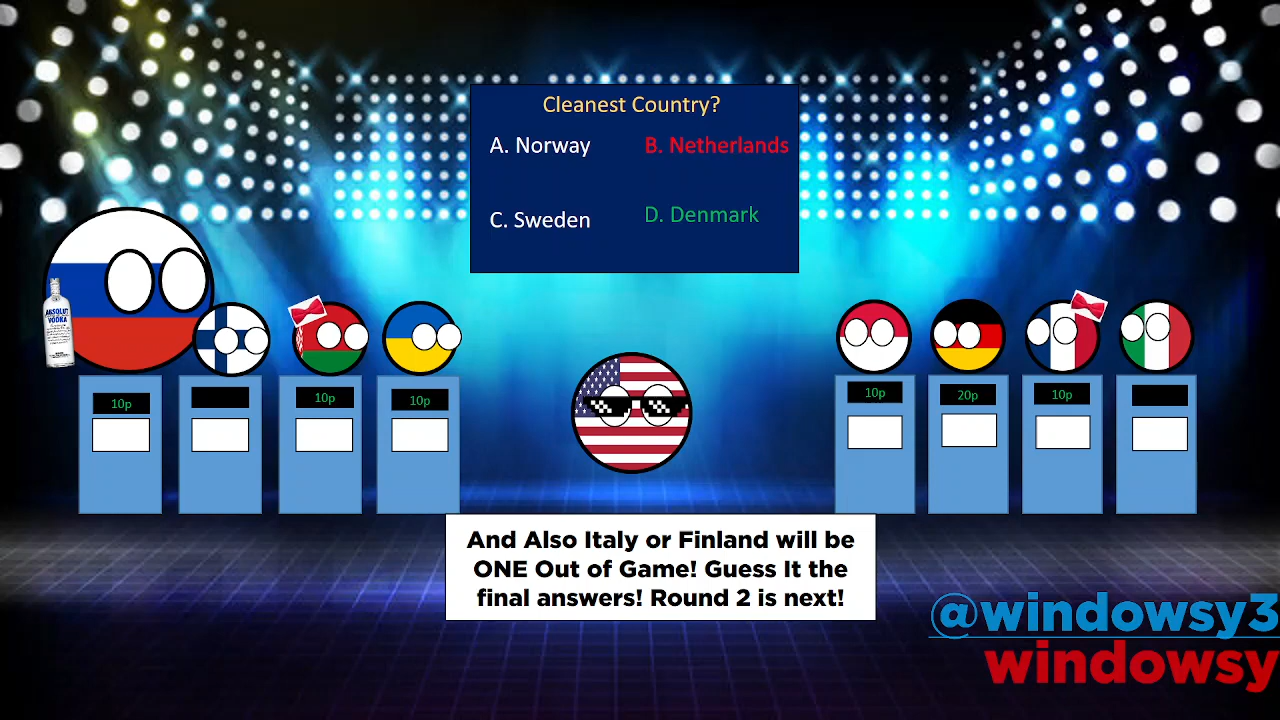 Cleanest Country?
A. Norway B. Netherlands
C. Sweden D. Denmark
ABSOLUT
VODKA
10p 10p 10p 10p 20p 10p
And Also Italy or Finland will be
ONE Out of Game! Guess It the
final answers! Round 2 is next!
@windowsy3
windowsy